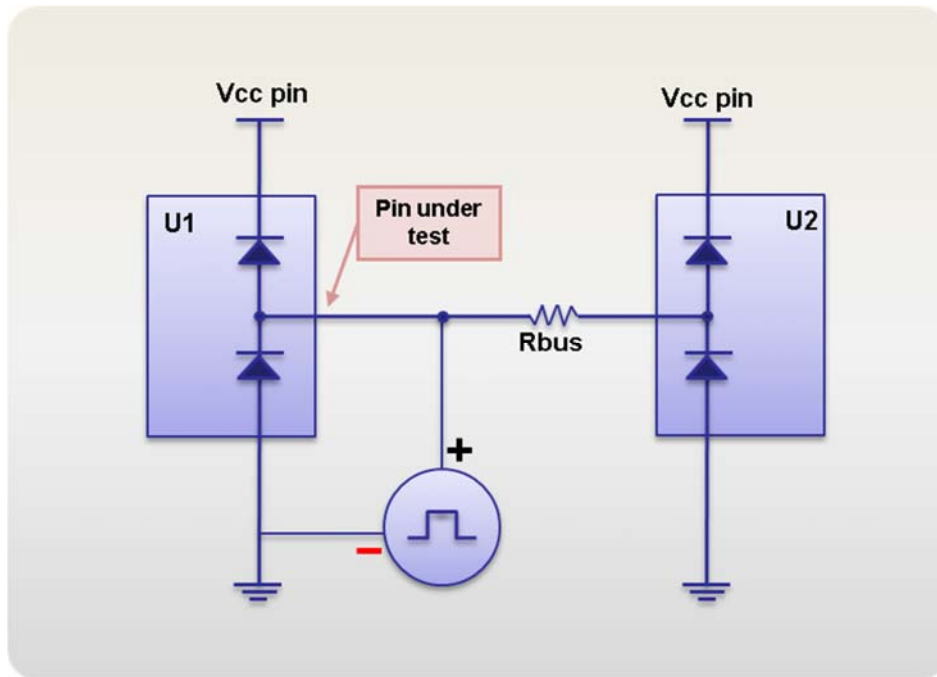 Vcc pin
Vcc pin
U1
Pin under
test
U2
Rbus
+
-